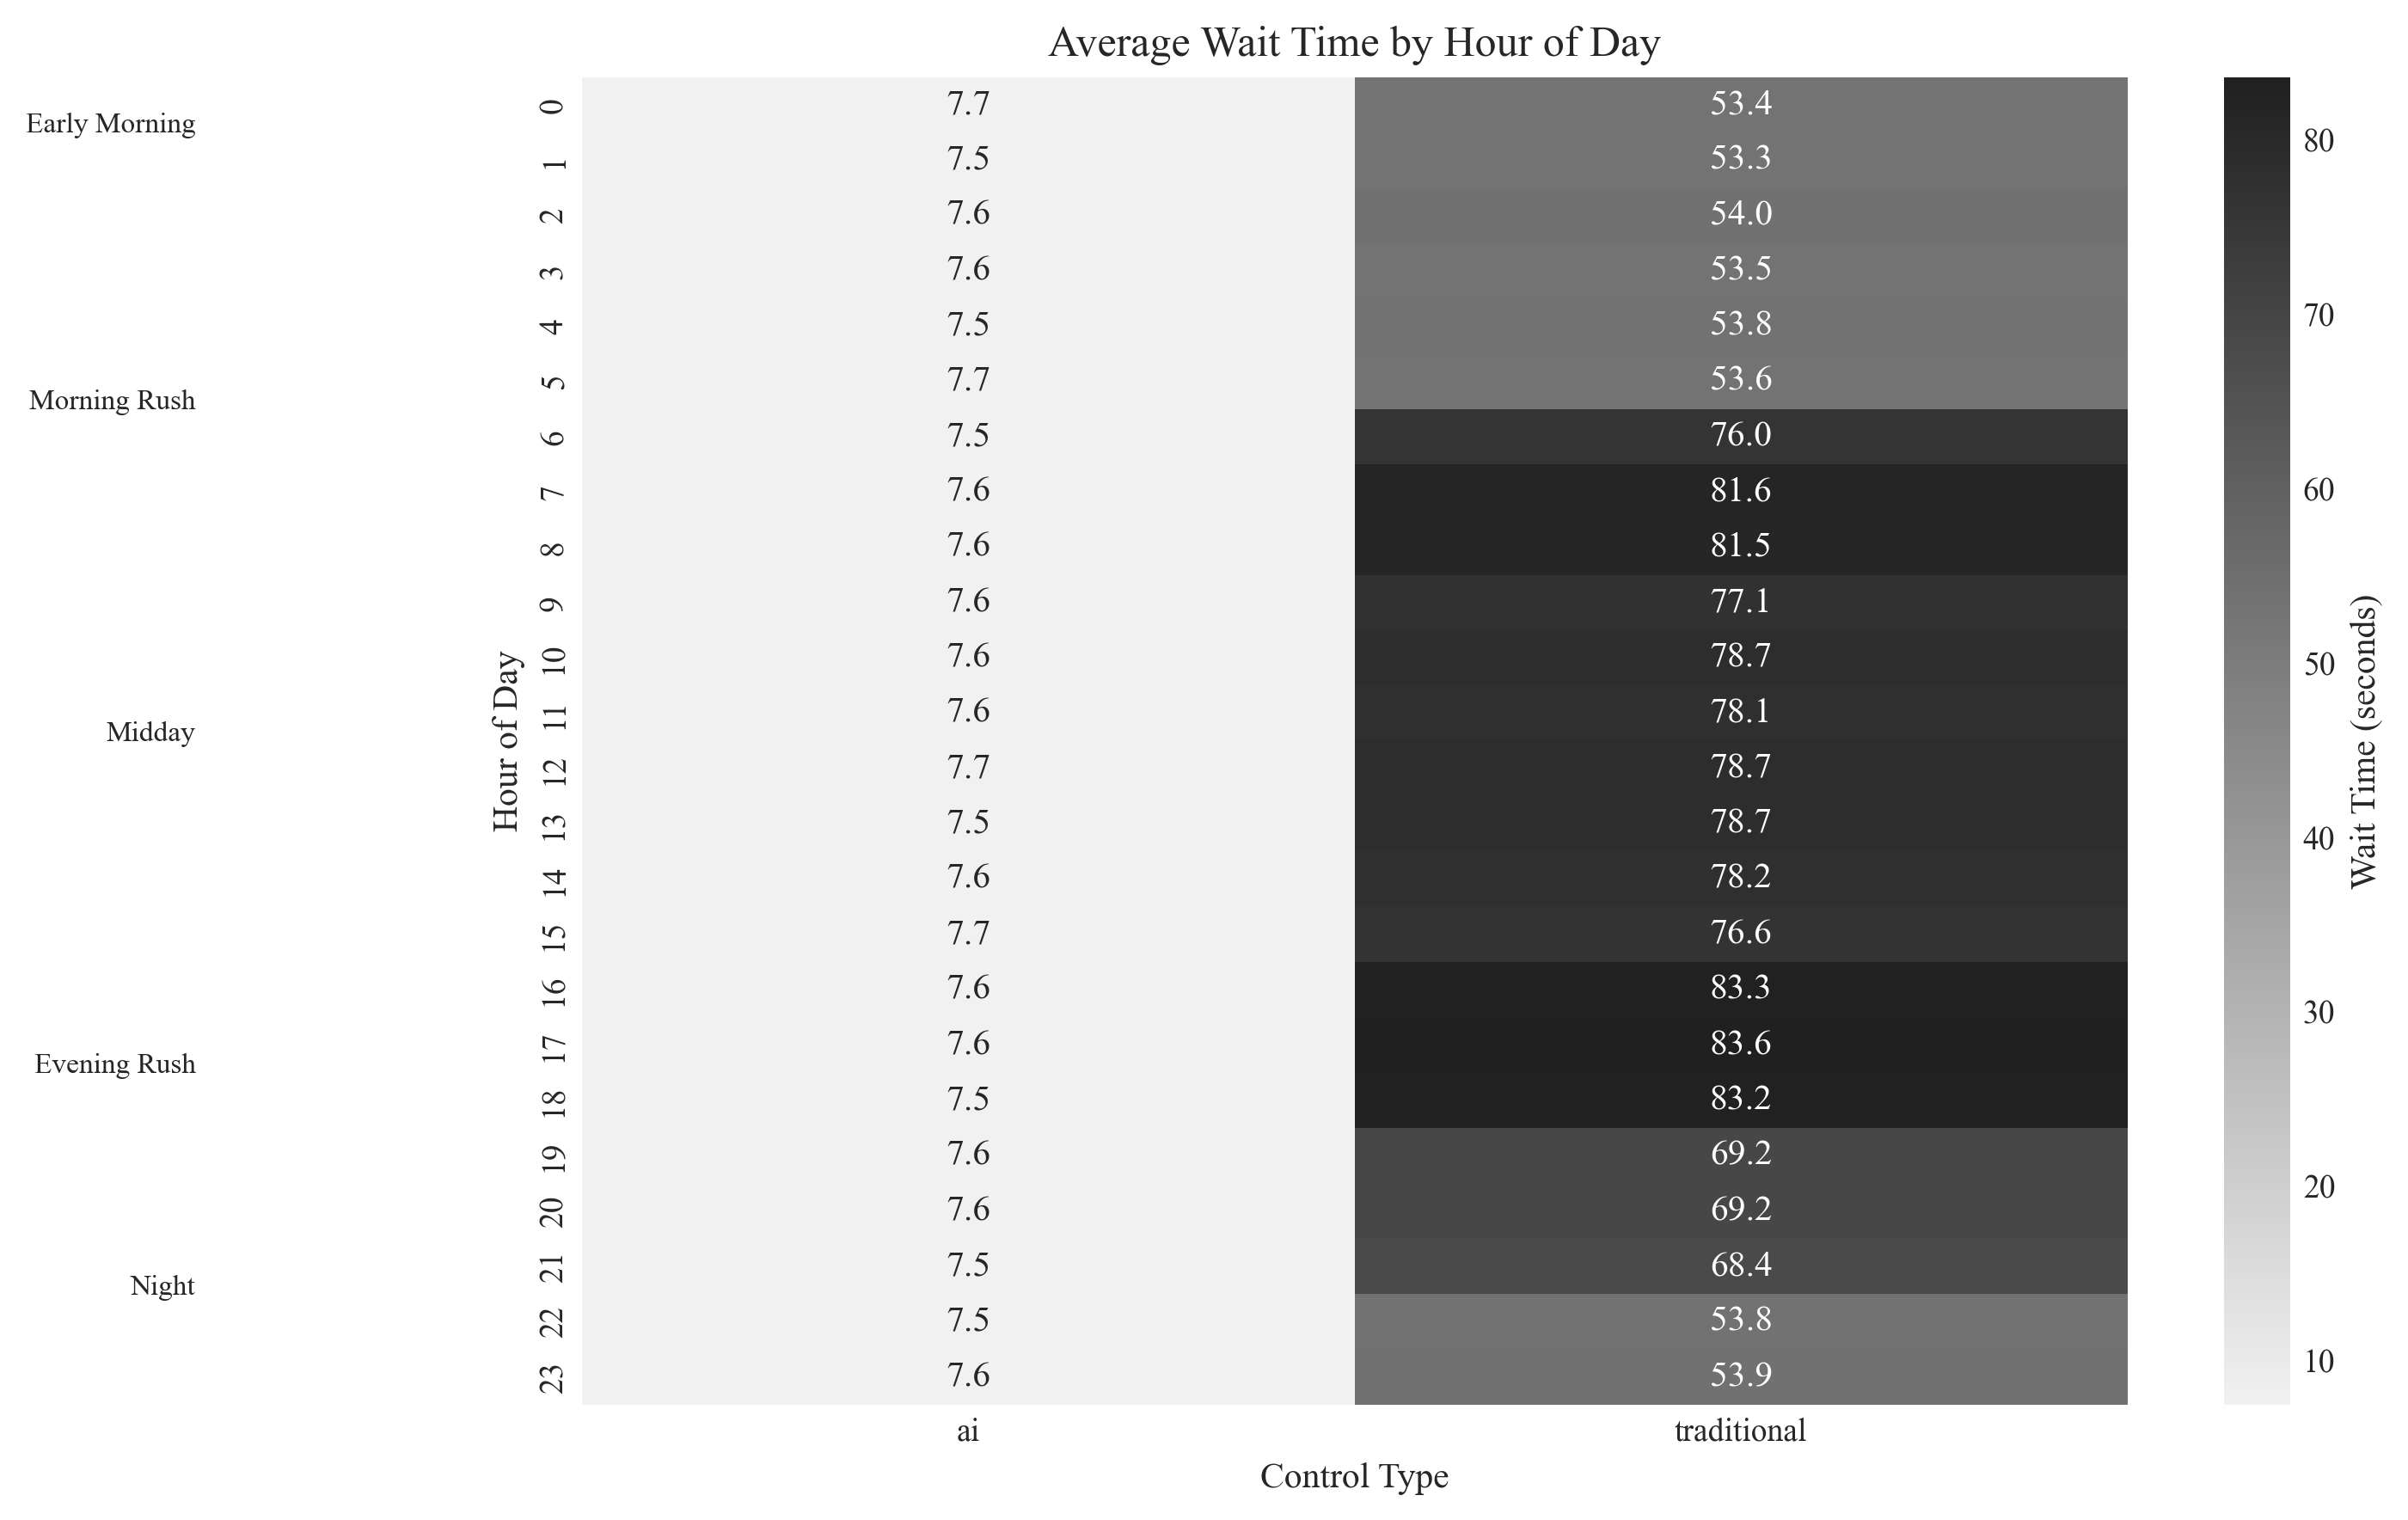 Average Wait Time by Hour of Day
Early Morning
Morning Rush
Midday
Evening Rush
Night
Hour of Day
0 7.7 53.4
1 7.5 53.3
2 7.6 54.0
3 7.6 53.5
4 7.5 53.8
5 7.7 53.6
6 7.5 76.0
7 7.6 81.6
8 7.6 81.5
9 7.6 77.1
10 7.6 78.7
11 7.6 78.1
12 7.7 78.7
13 7.5 78.7
14 7.6 78.2
15 7.7 76.6
16 7.6 83.3
17 7.6 83.6
18 7.5 83.2
19 7.6 69.2
20 7.6 69.2
21 7.5 68.4
22 7.5 53.8
23 7.6 53.9
ai traditional
Control Type
80
70
60
50
40
30
20
10
Wait Time (seconds)